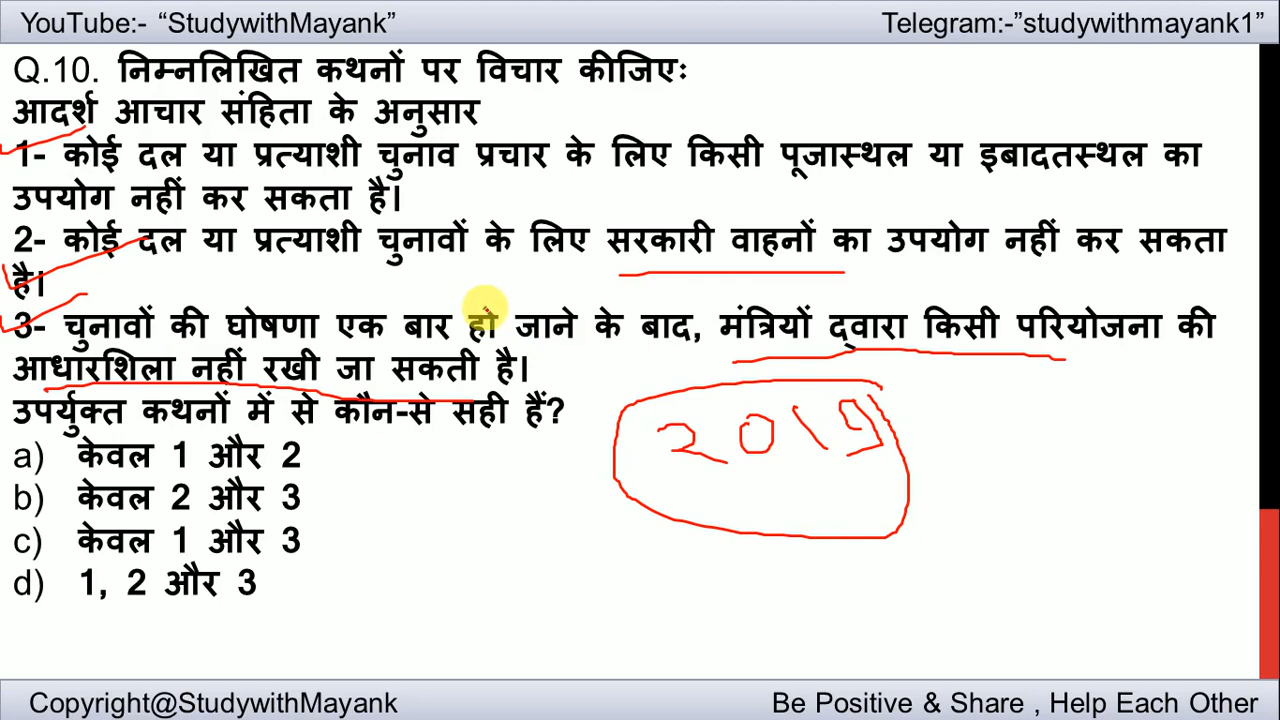 YouTube:- “StudywithMayank”
Telegram:-”studywithmayank1”
Q.10. निम्नलिखित कथनों पर विचार कीजिएः
आदर्श आचार संहिता के अनुसार
1- कोई दल या प्रत्याशी चुनाव प्रचार के लिए किसी पूजास्थल या इबादतस्थल का
उपयोग नहीं कर सकता है।
2- कोई दल या प्रत्याशी चुनावों के लिए सरकारी वाहनों का उपयोग नहीं कर सकता
है।
3- चुनावों की घोषणा एक बार हो जाने के बाद, मंत्रियों द्वारा किसी परियोजना की
आधारशिला नहीं रखी जा सकती है।
उपर्युक्त कथनों में से कौन-से सही हैं?
2019
a) केवल 1 और 2
b) केवल 2 और 3
c) केवल 1 और 3
d) 1, 2 और 3
Copyright@StudywithMayank
Be Positive & Share , Help Each Other